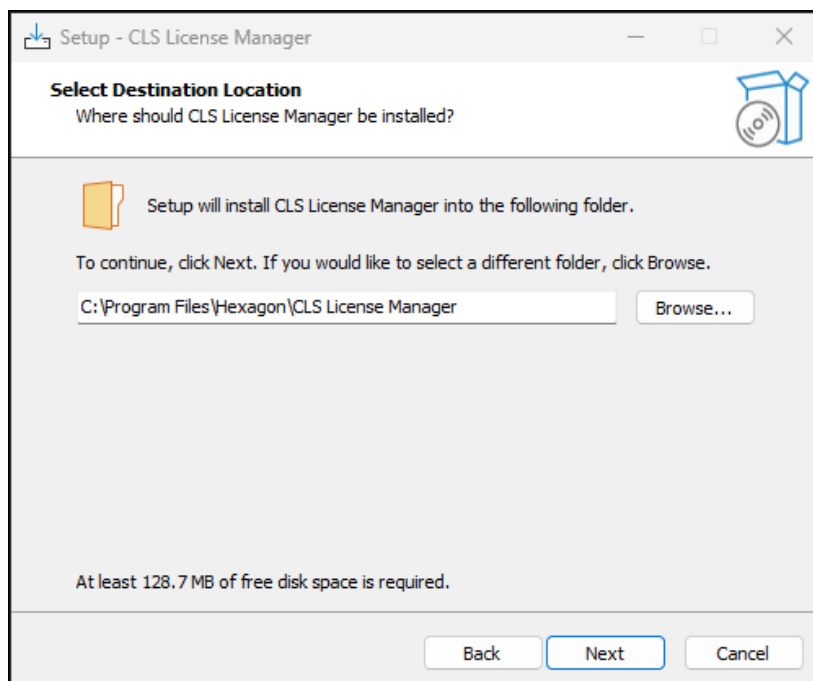 Setup - CLS License Manager
Select Destination Location
Where should CLS License Manager be installed?
Setup will install CLS License Manager into the following folder.
To continue, click Next. If you would like to select a different folder, click Browse.
C:\Program Files\Hexagon\CLS License Manager
Browse...
At least 128.7 MB of free disk space is required.
Back
Next
Cancel